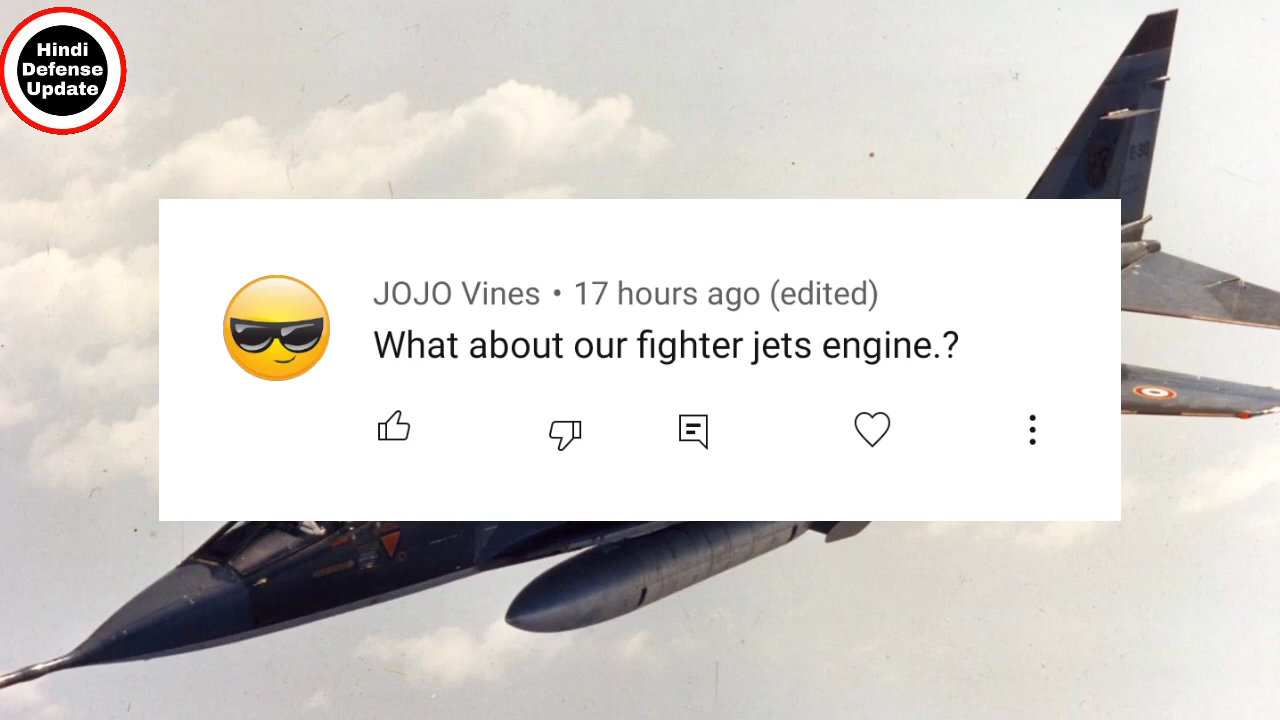 Hindi
Defense
Update
JOJO Vines • 17 hours ago (edited)
What about our fighter jets engine.?